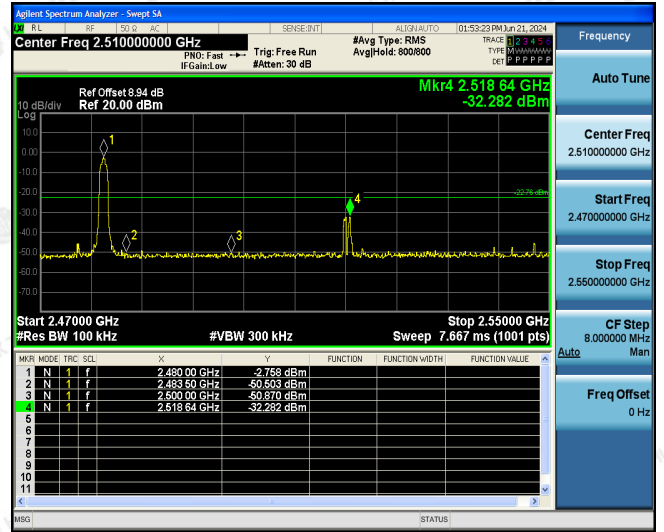 Agilent Spectrum Analyzer - Swept SA
LXI RL RF 50 Ω AC SENSE:INT ALIGN AUTO 01:53:23 PM Jun 21, 2024
Center Freq 2.510000000 GHz
PNO: Fast
IFGain:Low
Trig: Free Run
#Atten: 30 dB
#Avg Type: RMS
Avg|Hold: 800/800
TRACE 1 2 3 4 5 6
TYPE M
DET P P P P P P
Ref Offset 8.94 dB
Ref 20.00 dBm
Mkr4 2.518 64 GHz
-32.282 dBm
10 dB/div
Log
10.0
0.00
-10.0
-20.0
-30.0
-40.0
-50.0
-60.0
-70.0
1
2
3
4
-22.76 dBm
Start 2.47000 GHz
Stop 2.55000 GHz
#Res BW 100 kHz
#VBW 300 kHz
Sweep 7.667 ms (1001 pts)
MKR MODE TRC SCL X Y FUNCTION FUNCTION WIDTH FUNCTION VALUE
1 N 1 f 2.480 00 GHz -2.758 dBm
2 N 1 f 2.483 50 GHz -50.503 dBm
3 N 1 f 2.500 00 GHz -50.870 dBm
4 N 1 f 2.518 64 GHz -32.282 dBm
5
6
7
8
9
10
11
MSG
STATUS
Frequency
Auto Tune
Center Freq
2.510000000 GHz
Start Freq
2.470000000 GHz
Stop Freq
2.550000000 GHz
CF Step
8.000000 MHz
Auto Man
Freq Offset
0 Hz